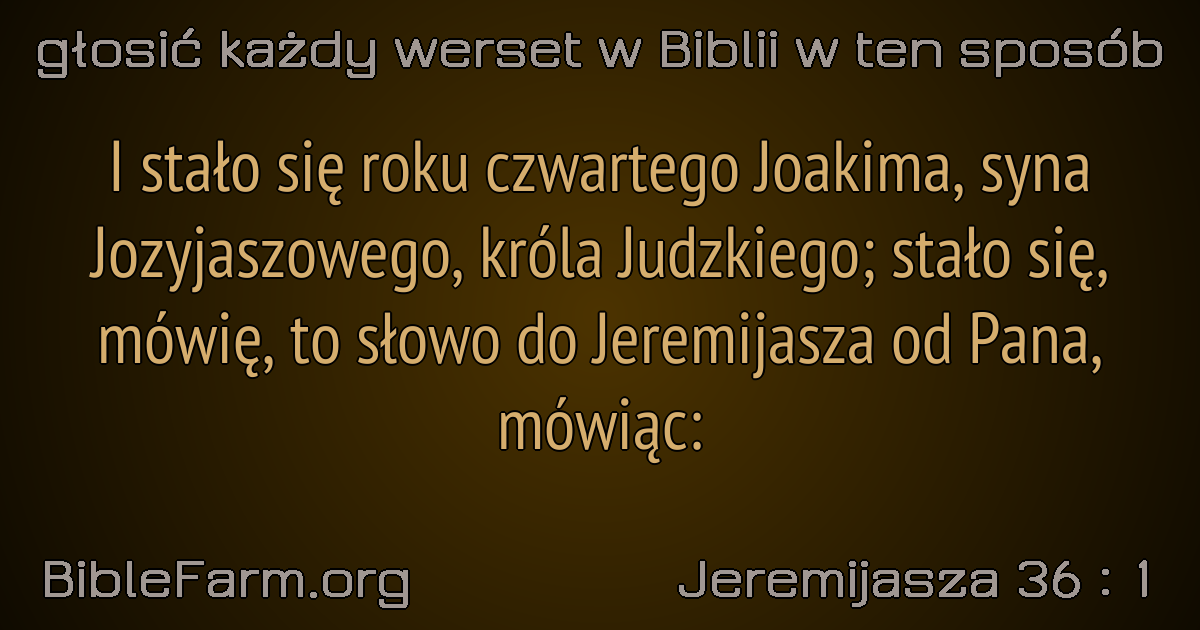 głosić każdy werset w Biblii w ten sposób
I stało się roku czwartego Joakima, syna
Jozyjaszowego, króla Judzkiego; stało się,
mówię, to słowo do Jeremijasza od Pana,
mówiąc:
BibleFarm.org
Jeremijasza 36 : 1